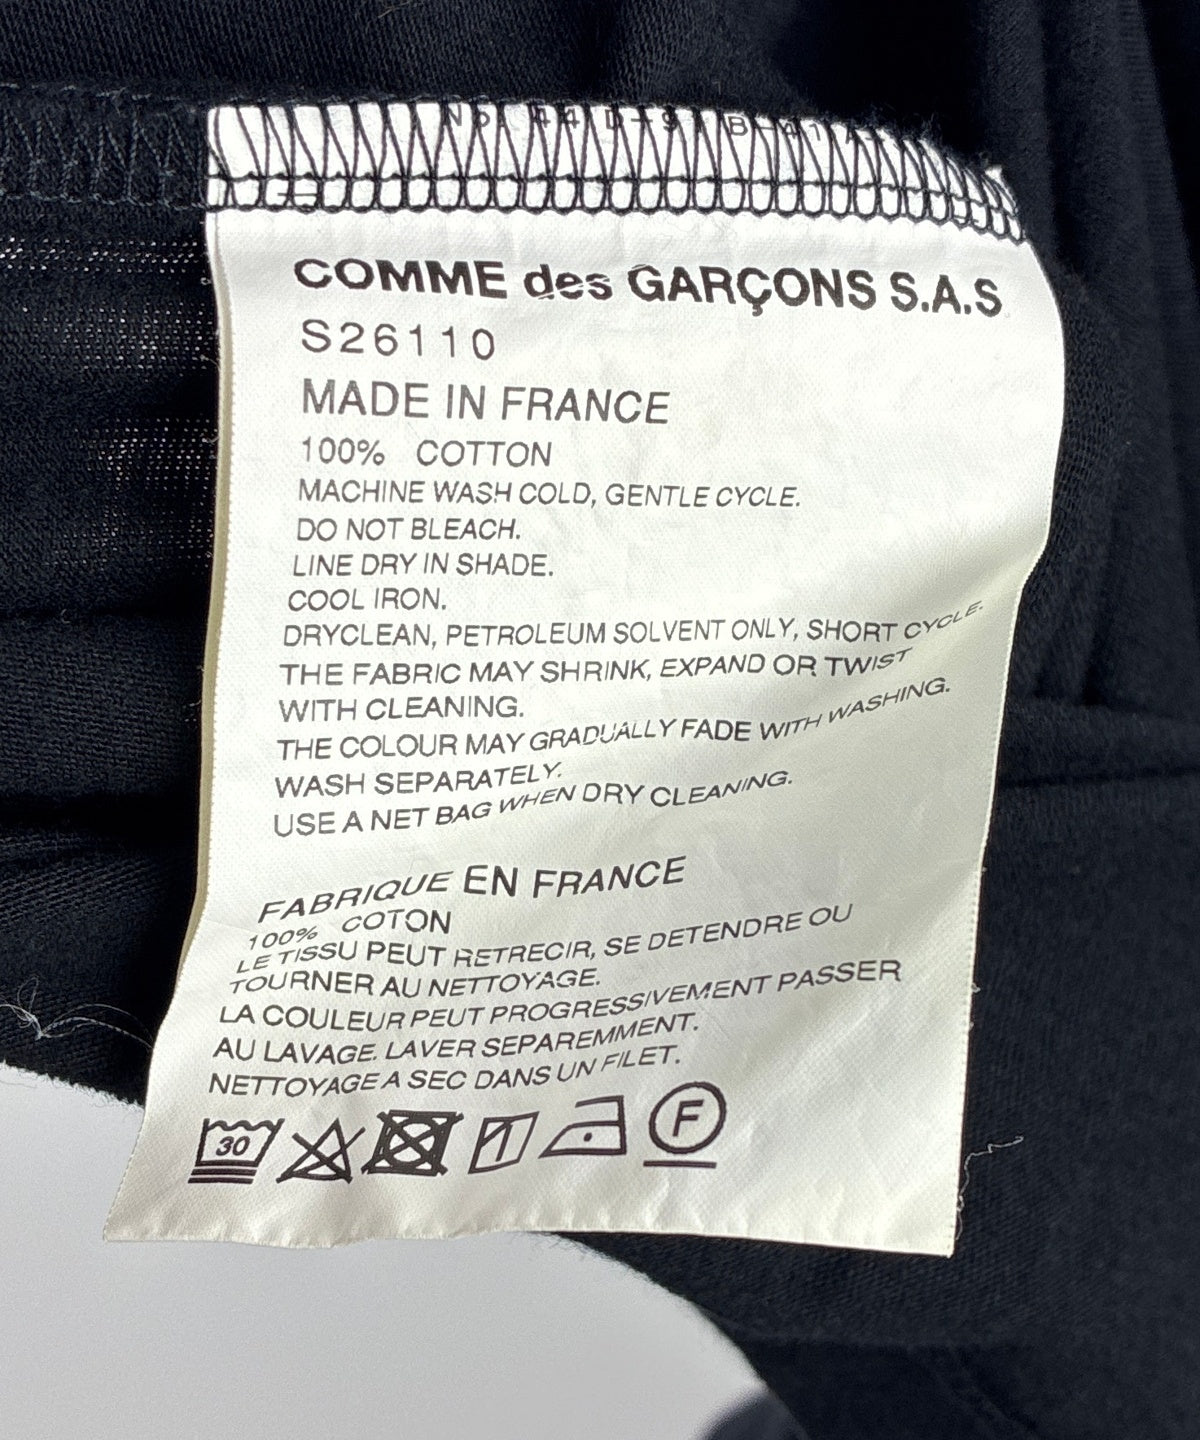 COMME des GARÇONS S.A.S
S26110
MADE IN FRANCE
100% COTTON
MACHINE WASH COLD, GENTLE CYCLE.
DO NOT BLEACH.
LINE DRY IN SHADE.
COOL IRON.
DRYCLEAN, PETROLEUM SOLVENT ONLY, SHORT CYCLE.
THE FABRIC MAY SHRINK, EXPAND OR TWIST
WITH CLEANING.
THE COLOUR MAY GRADUALLY FADE WITH WASHING.
WASH SEPARATELY.
USE A NET BAG WHEN DRY CLEANING.
FABRIQUE EN FRANCE
100% COTON
LE TISSU PEUT RETRECIR, SE DETENDRE OU
TOURNER AU NETTOYAGE.
LA COULEUR PEUT PROGRESSIVEMENT PASSER
AU LAVAGE. LAVER SEPAREMMENT.
NETTOYAGE A SEC DANS UN FILET.
30 F